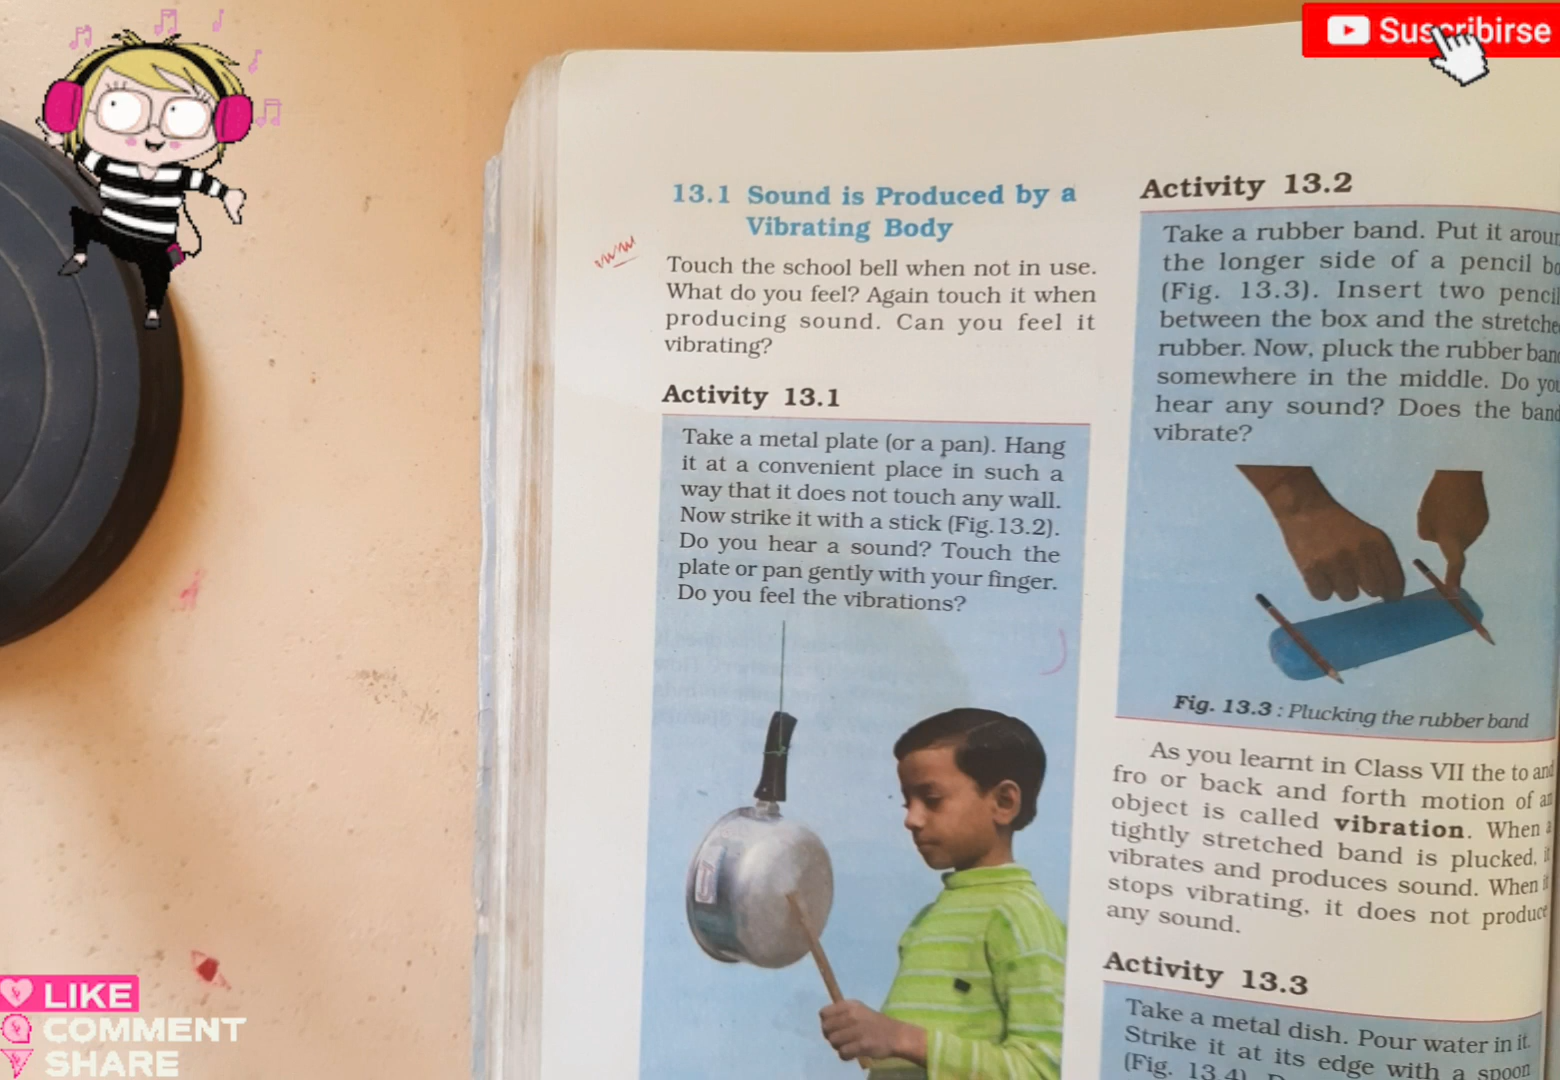 Suscribirse
13.1 Sound is Produced by a
Vibrating Body
Touch the school bell when not in use.
What do you feel? Again touch it when
producing sound. Can you feel it
vibrating?
Activity 13.1
Take a metal plate (or a pan). Hang
it at a convenient place in such a
way that it does not touch any wall.
Now strike it with a stick (Fig.13.2).
Do you hear a sound? Touch the
plate or pan gently with your finger.
Do you feel the vibrations?
Activity 13.2
Take a rubber band. Put it
the longer side of a pencil
(Fig. 13.3). Insert two
between the box and the
rubber. Now, pluck the rubber
somewhere in the middle. Do
hear any sound? Does the
vibrate?
Fig. 13.3 : Plucking the rubber band
As you learnt in Class VII the to
fro or back and forth motion of
object is called vibration. When
tightly stretched band is plucked,
vibrates and produces sound. When
stops vibrating, it does not produce
any sound.
Activity 13.3
Take a metal dish. Pour water in it.
Strike it at its edge with a spoon
(Fig. 13.4).
LIKE
COMMENT
SHARE